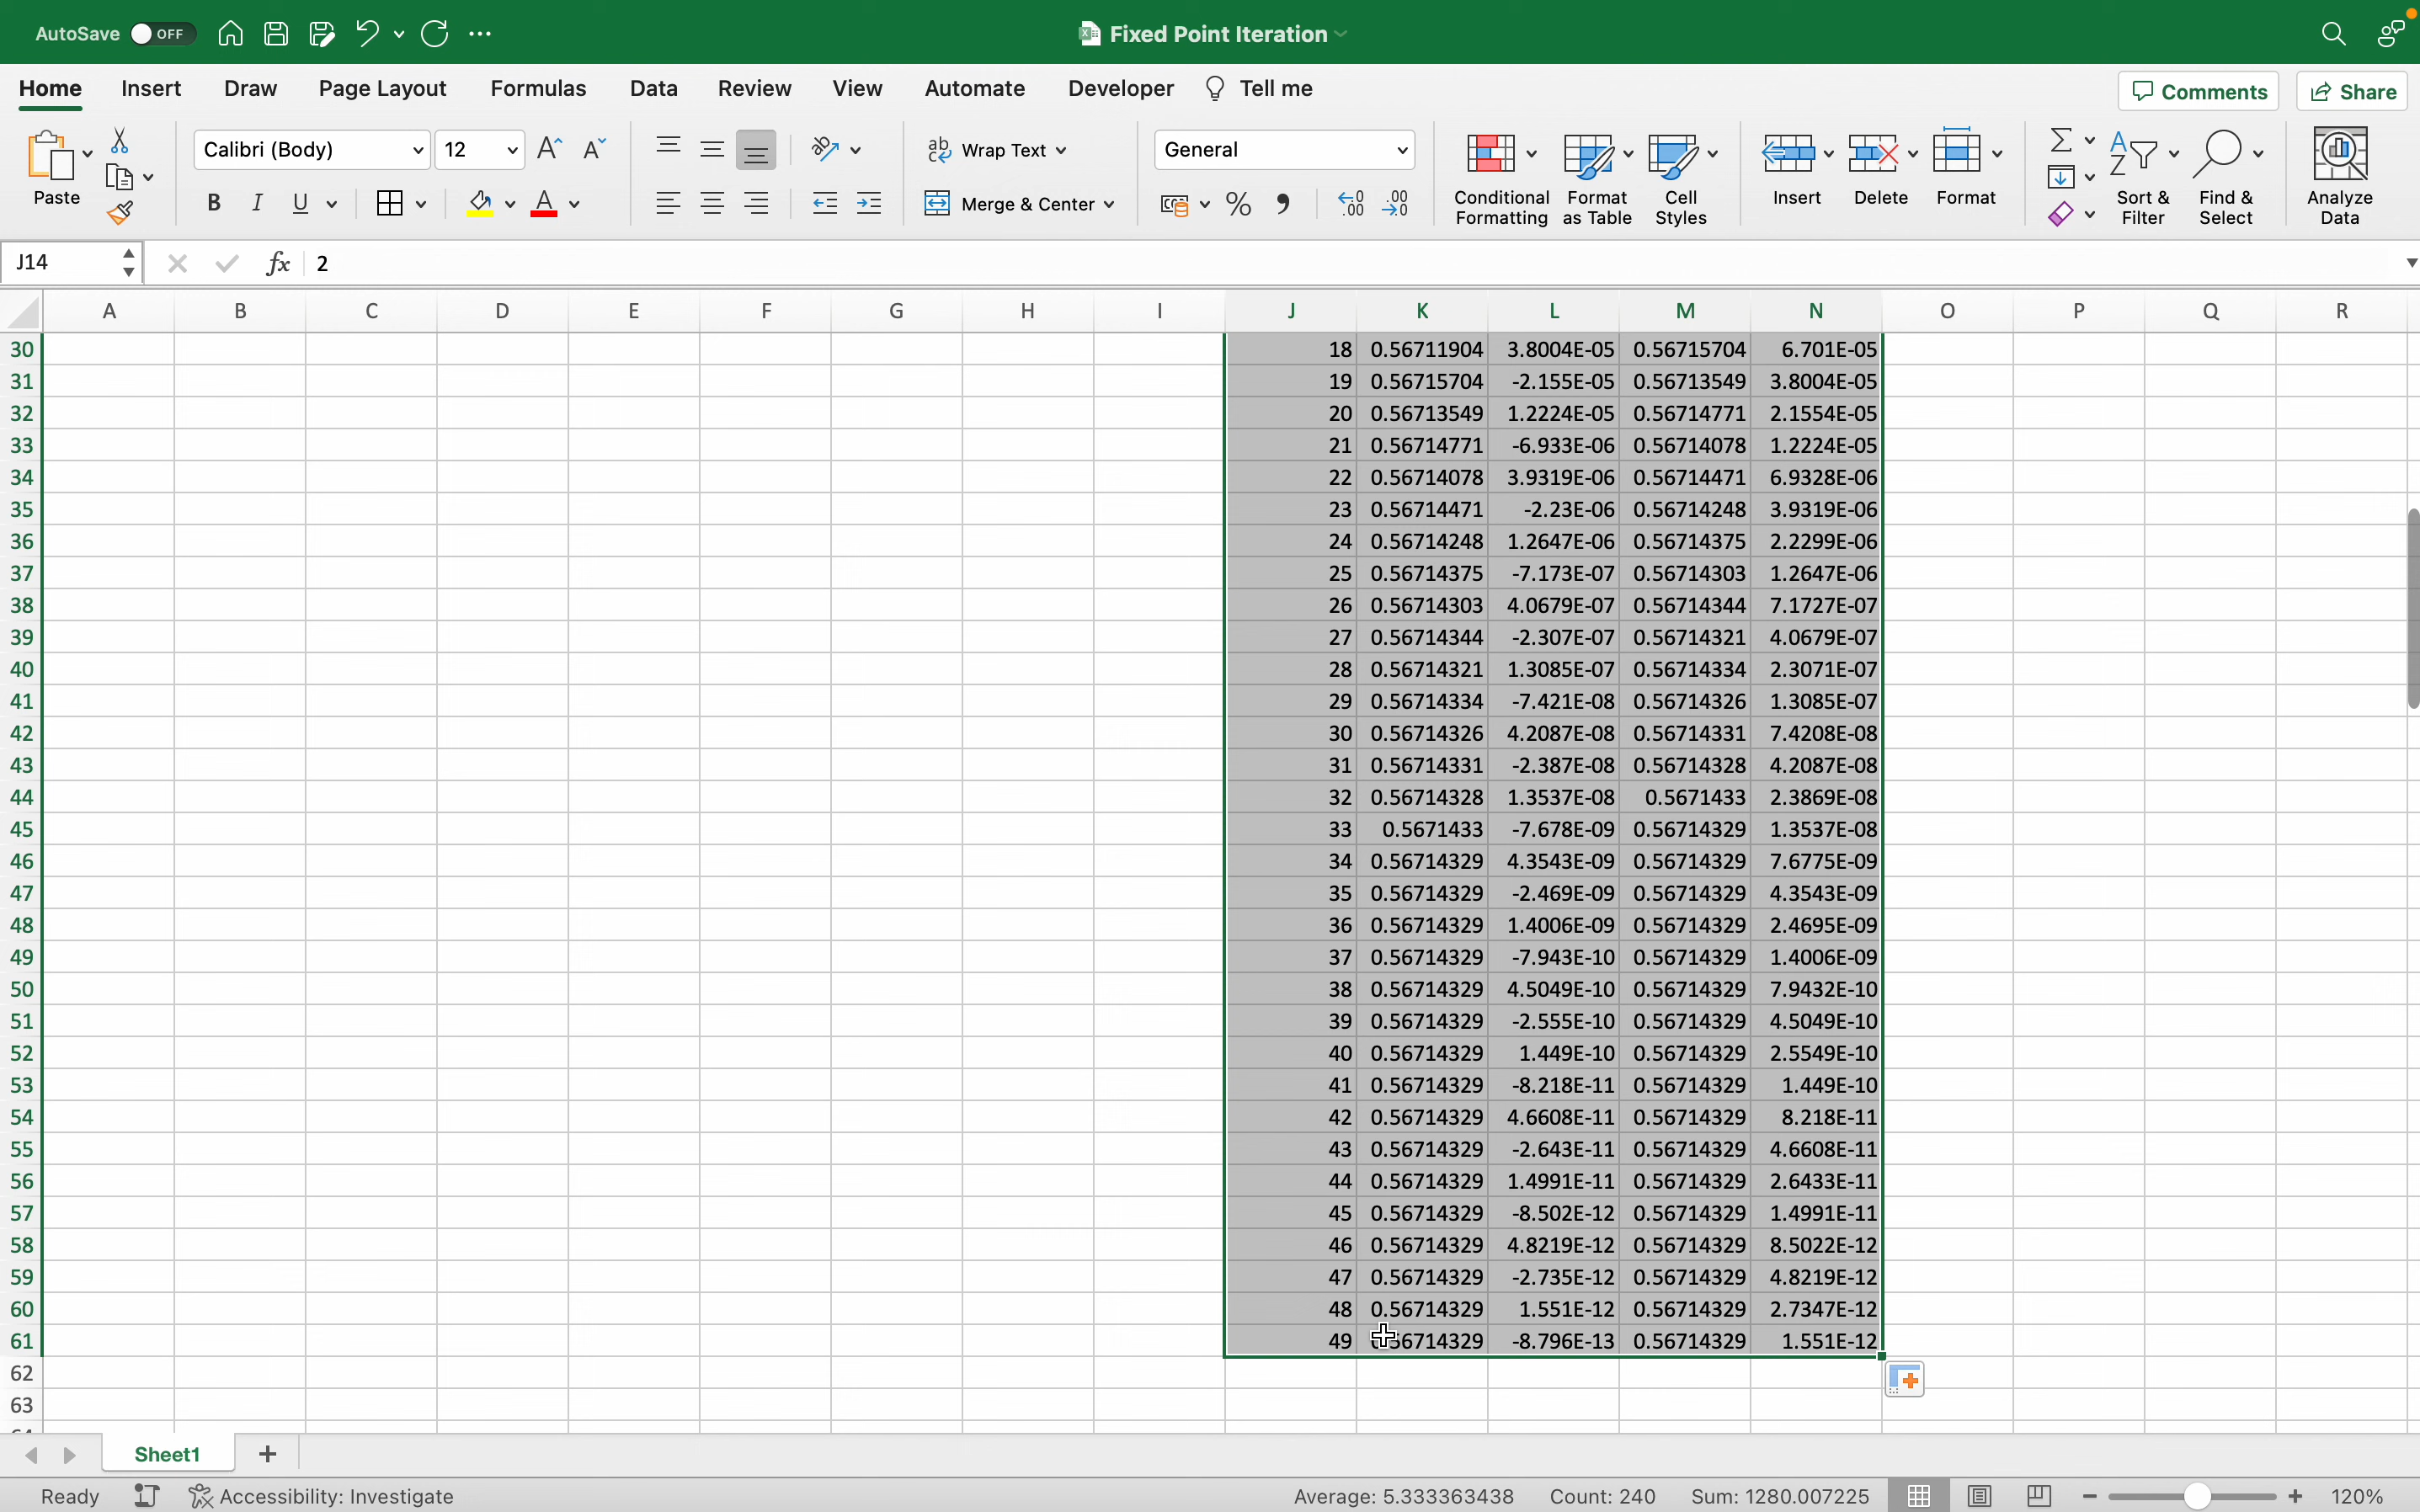 AutoSave OFF Fixed Point Iteration
Home Insert Draw Page Layout Formulas Data Review View Automate Developer Tell me Comments Share
Paste Calibri (Body) 12 Wrap Text General Conditional Formatting Format as Table Cell Styles Insert Delete Format Sort & Filter Find & Select Analyze Data
B I U A Merge & Center
J14 fx 2
A B C D E F G H I J K L M N O P Q R
30 18 0.56711904 3.8004E-05 0.56715704 6.701E-05
31 19 0.56715704 -2.155E-05 0.56713549 3.8004E-05
32 20 0.56713549 1.2224E-05 0.56714771 2.1554E-05
33 21 0.56714771 -6.933E-06 0.56714078 1.2224E-05
34 22 0.56714078 3.9319E-06 0.56714471 6.9328E-06
35 23 0.56714471 -2.23E-06 0.56714248 3.9319E-06
36 24 0.56714248 1.2647E-06 0.56714375 2.2299E-06
37 25 0.56714375 -7.173E-07 0.56714303 1.2647E-06
38 26 0.56714303 4.0679E-07 0.56714344 7.1727E-07
39 27 0.56714344 -2.307E-07 0.56714321 4.0679E-07
40 28 0.56714321 1.3085E-07 0.56714334 2.3071E-07
41 29 0.56714334 -7.421E-08 0.56714326 1.3085E-07
42 30 0.56714326 4.2087E-08 0.56714331 7.4208E-08
43 31 0.56714331 -2.387E-08 0.56714328 4.2087E-08
44 32 0.56714328 1.3537E-08 0.5671433 2.3869E-08
45 33 0.5671433 -7.678E-09 0.56714329 1.3537E-08
46 34 0.56714329 4.3543E-09 0.56714329 7.6775E-09
47 35 0.56714329 -2.469E-09 0.56714329 4.3543E-09
48 36 0.56714329 1.4006E-09 0.56714329 2.4695E-09
49 37 0.56714329 -7.943E-10 0.56714329 1.4006E-09
50 38 0.56714329 4.5049E-10 0.56714329 7.9432E-10
51 39 0.56714329 -2.555E-10 0.56714329 4.5049E-10
52 40 0.56714329 1.449E-10 0.56714329 2.5549E-10
53 41 0.56714329 -8.218E-11 0.56714329 1.449E-10
54 42 0.56714329 4.6608E-11 0.56714329 8.218E-11
55 43 0.56714329 -2.643E-11 0.56714329 4.6608E-11
56 44 0.56714329 1.4991E-11 0.56714329 2.6433E-11
57 45 0.56714329 -8.502E-12 0.56714329 1.4991E-11
58 46 0.56714329 4.8219E-12 0.56714329 8.5022E-12
59 47 0.56714329 -2.735E-12 0.56714329 4.8219E-12
60 48 0.56714329 1.551E-12 0.56714329 2.7347E-12
61 49 0.56714329 -8.796E-13 0.56714329 1.551E-12
62
63
Sheet1
Ready Accessibility: Investigate Average: 5.333363438 Count: 240 Sum: 1280.007225 120%